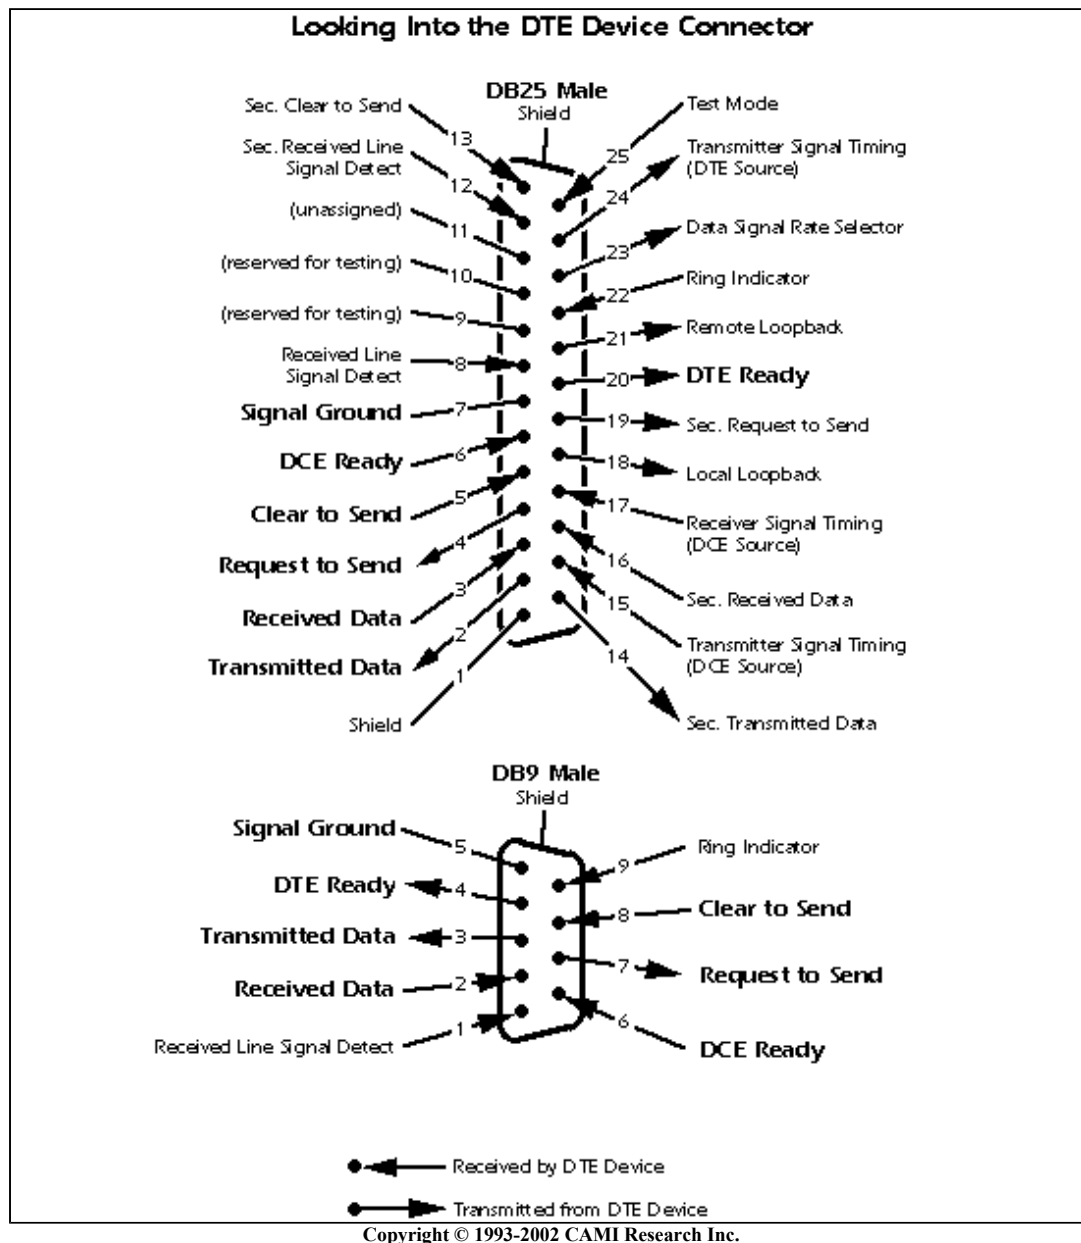 Looking Into the DTE Device Connector
DB25 Male
Shield
Sec. Clear to Send
13
Sec. Received Line
Signal Detect
12
(unassigned)
11
(reserved for testing)
10
(reserved for testing)
9
Received Line
Signal Detect
8
Signal Ground
7
DCE Ready
6
Clear to Send
5
Request to Send
4
Received Data
3
Transmitted Data
2
Shield
1
25
Test Mode
24
Transmitter Signal Timing
(DTE Source)
23
Data Signal Rate Selector
22
Ring Indicator
21
Remote Loopback
20
DTE Ready
19
Sec. Request to Send
18
Local Loopback
17
Receiver Signal Timing
(DCE Source)
16
Sec. Received Data
15
Transmitter Signal Timing
(DCE Source)
14
Sec. Transmitted Data
DB9 Male
Shield
Signal Ground
5
DTE Ready
4
Transmitted Data
3
Received Data
2
Received Line Signal Detect
1
9
Ring Indicator
8
Clear to Send
7
Request to Send
6
DCE Ready
Received by DTE Device
Transmitted from DTE Device
Copyright © 1993-2002 CAMI Research Inc.